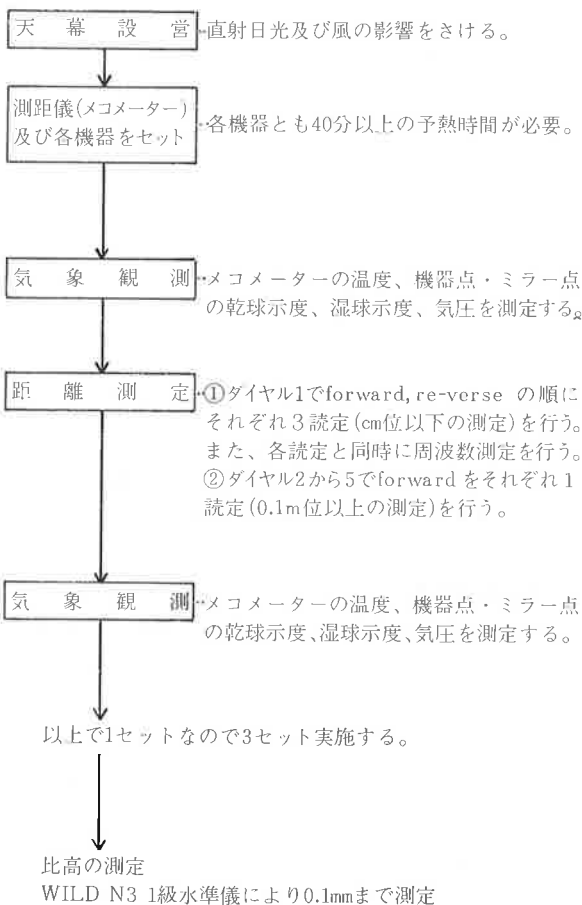 天幕設営…直射日光及び風の影響をさける。
測距儀(メコメーター)
及び各機器をセット
…各機器とも40分以上の予熱時間が必要。
気象観測…メコメーターの温度、機器点・ミラー点
の乾球示度、湿球示度、気圧を測定する。
距離測定…①ダイヤル1でforward, re-verse の順に
それぞれ3読定(cm位以下の測定)を行う。
また、各読定と同時に周波数測定を行う。
②ダイヤル2から5でforwardをそれぞれ1
読定(0.1m位以上の測定)を行う。
気象観測…メコメーターの温度、機器点・ミラー点
の乾球示度、湿球示度、気圧を測定する。
以上で1セットなので3セット実施する。
比高の測定
WILD N3 1級水準儀により0.1mmまで測定